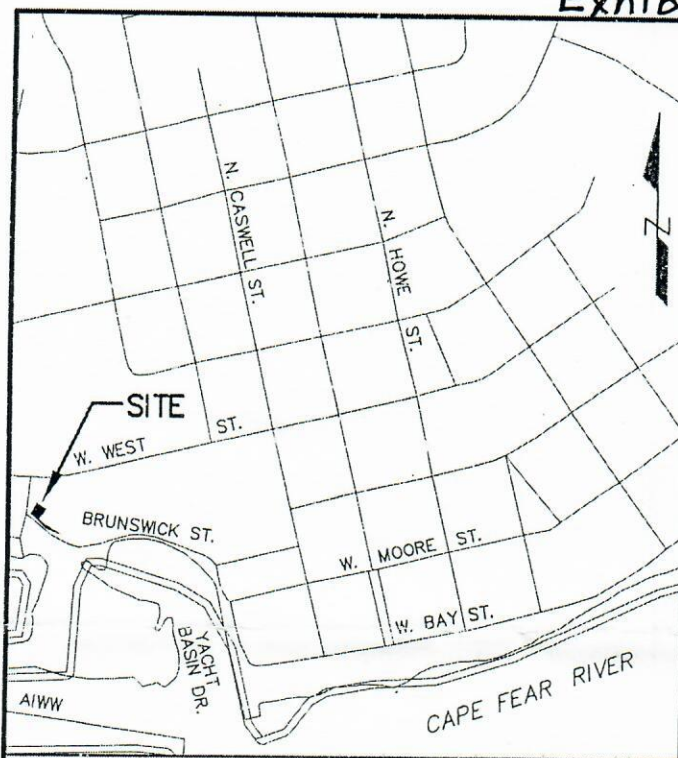 N. CASWELL ST.
N. HOWE ST.
N
SITE
W. WEST ST.
BRUNSWICK ST.
W. MOORE ST.
W. BAY ST.
YACHT
BASIN DR.
AIWW
CAPE FEAR RIVER